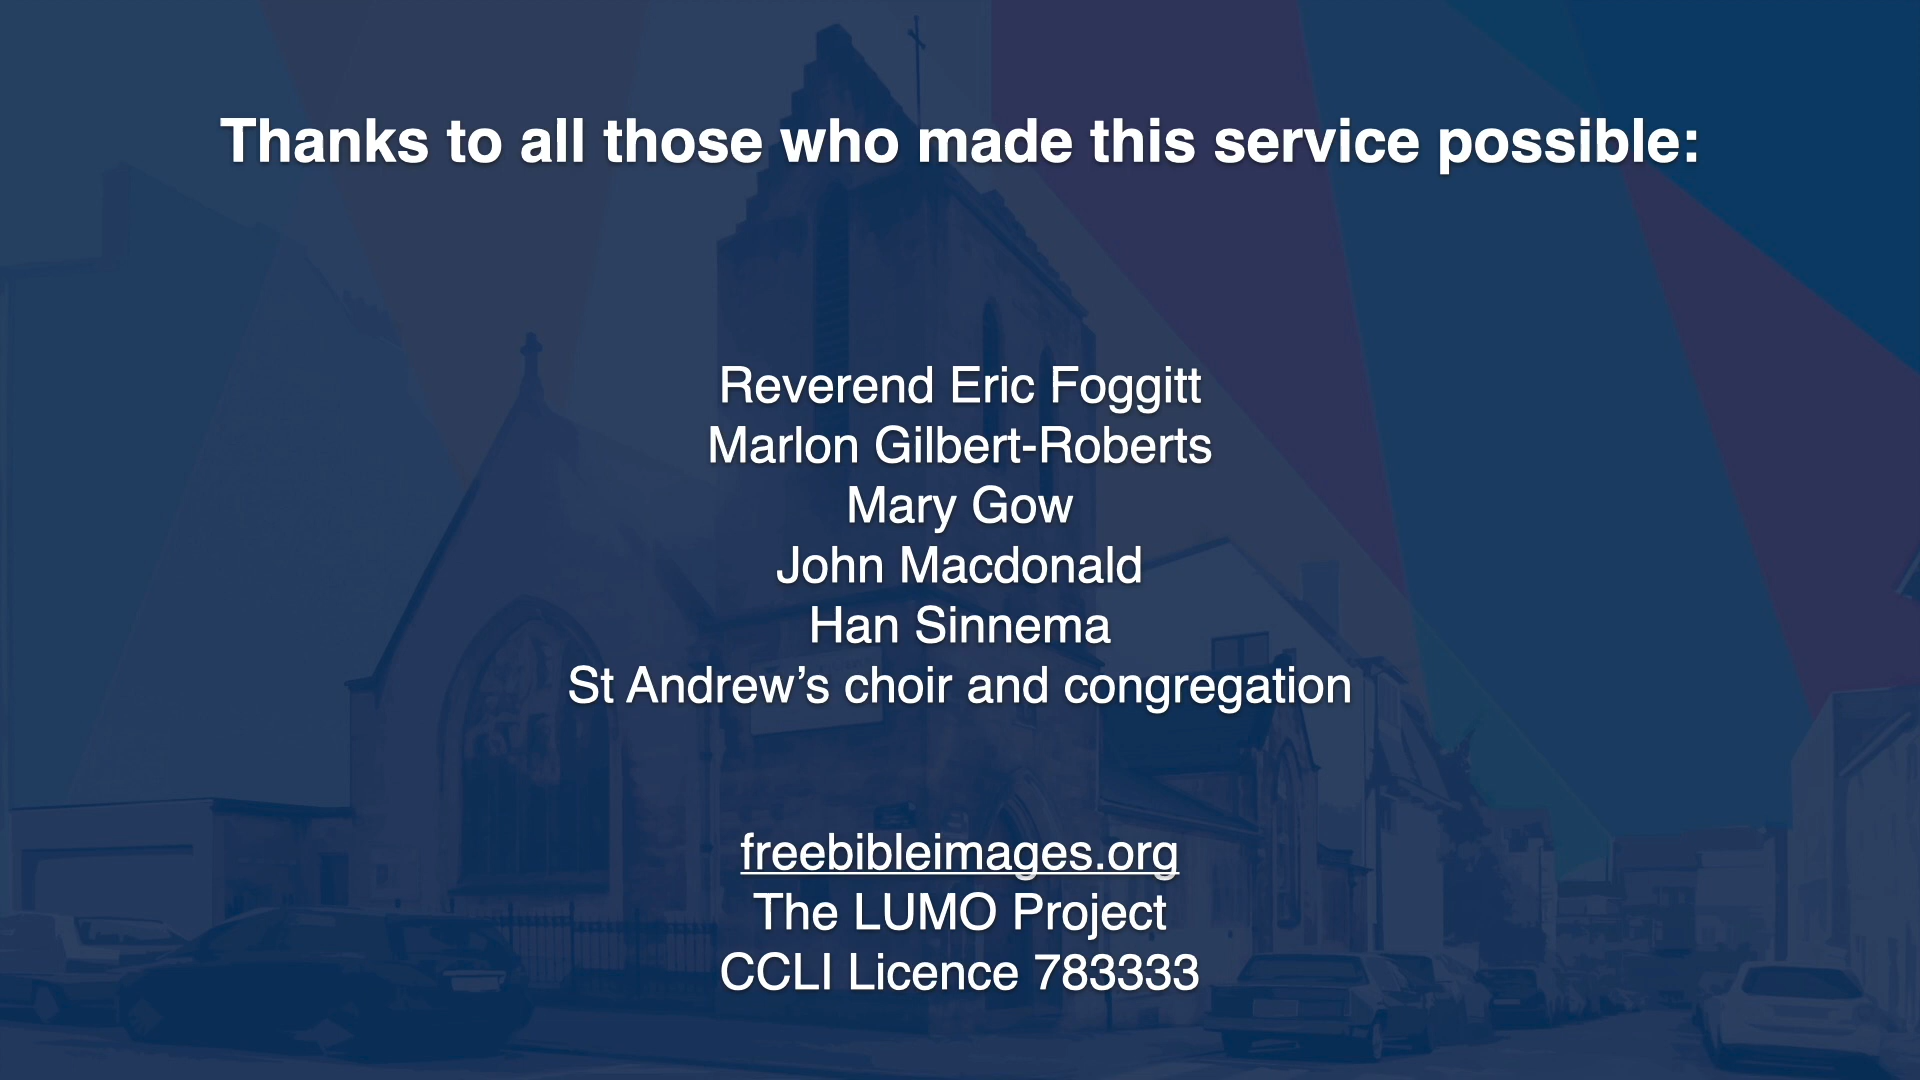 Thanks to all those who made this service possible:
Reverend Eric Foggitt
Marlon Gilbert-Roberts
Mary Gow
John Macdonald
Han Sinnema
St Andrew’s choir and congregation
freebibleimages.org
The LUMO Project
CCLI Licence 783333